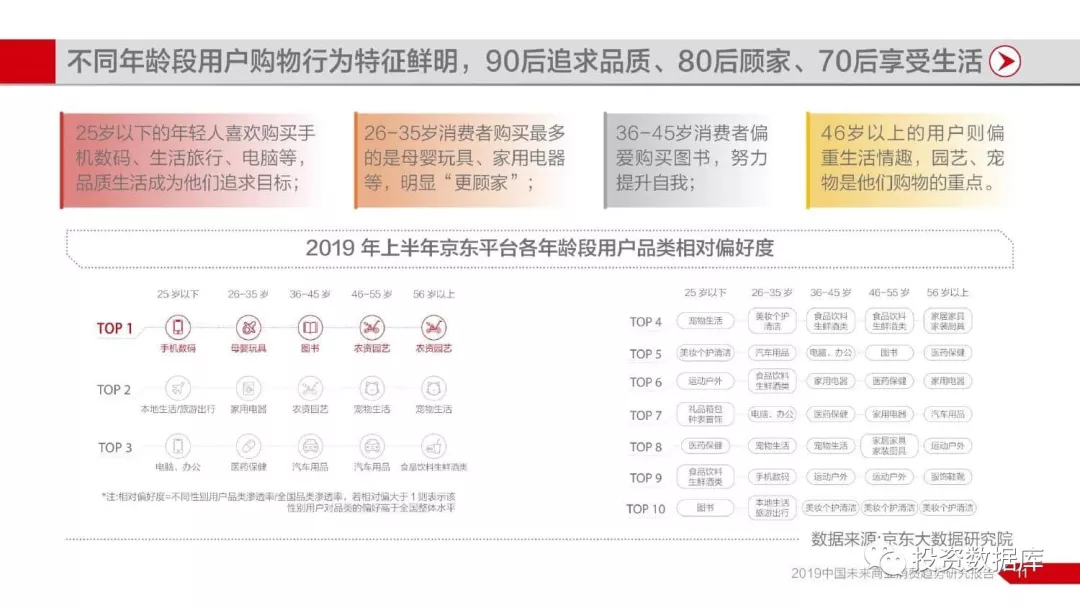 不同年龄段用户购物行为特征鲜明，90后追求品质、80后顾家、70后享受生活
25岁以下的年轻人喜欢购买手
机数码、生活旅行、电脑等，
品质生活成为他们追求目标；
26-35岁消费者购买最多
的是母婴玩具、家用电器
等，明显“更顾家”；
36-45岁消费者偏
爱购买图书，努力
提升自我；
46岁以上的用户则偏
重生活情趣，园艺、宠
物是他们购物的重点。
2019 年上半年京东平台各年龄段用户品类相对偏好度
25 岁以下 26-35 岁 36-45 岁 46-55 岁 56 岁以上
TOP 1
手机数码 母婴玩具 图书 农资园艺 农资园艺
TOP 2
本地生活/旅游出行 家用电器 农资园艺 宠物生活 宠物生活
TOP 3
电脑、办公 医药保健 汽车用品 汽车用品 食品饮料生鲜酒类
*注:相对偏好度=不同性别用户品类渗透率/全国品类渗透率，若相对偏大于 1 则表示该
性别用户对品类的偏好高于全国整体水平
25 岁以下 26-35 岁 36-45 岁 46-55 岁 56 岁以上
TOP 4 宠物生活 美妆个护清洁 食品饮料生鲜酒类 食品饮料生鲜酒类 家居家具家装厨具
TOP 5 美妆个护清洁 汽车用品 电脑、办公 图书 医药保健
TOP 6 运动户外 食品饮料生鲜酒类 家用电器 医药保健 家用电器
TOP 7 礼品箱包钟表首饰 电脑、办公 医药保健 家用电器 汽车用品
TOP 8 医药保健 宠物生活 宠物生活 家居家具家装厨具 运动户外
TOP 9 食品饮料生鲜酒类 手机数码 运动户外 运动户外 服饰鞋靴
TOP 10 图书 本地生活旅游出行 美妆个护清洁 美妆个护清洁 美妆个护清洁
数据来源:京东大数据研究院
投资数据库
2019中国未来商业消费趋势研究报告 11